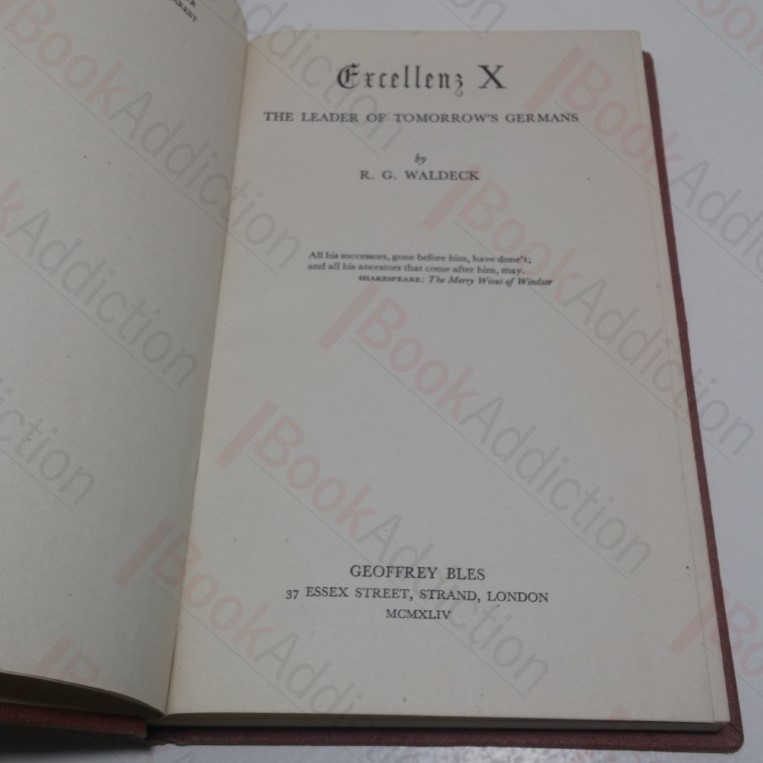 Excellenz X
THE LEADER OF TOMORROW'S GERMANS
by
R. G. WALDECK
All his successors, gone before him, have done't;
and all his ancestors that come after him, may.
SHAKESPEARE: The Merry Wives of Windsor
GEOFFREY BLES
37 ESSEX STREET, STRAND, LONDON
MCMXLIV
BookAddiction